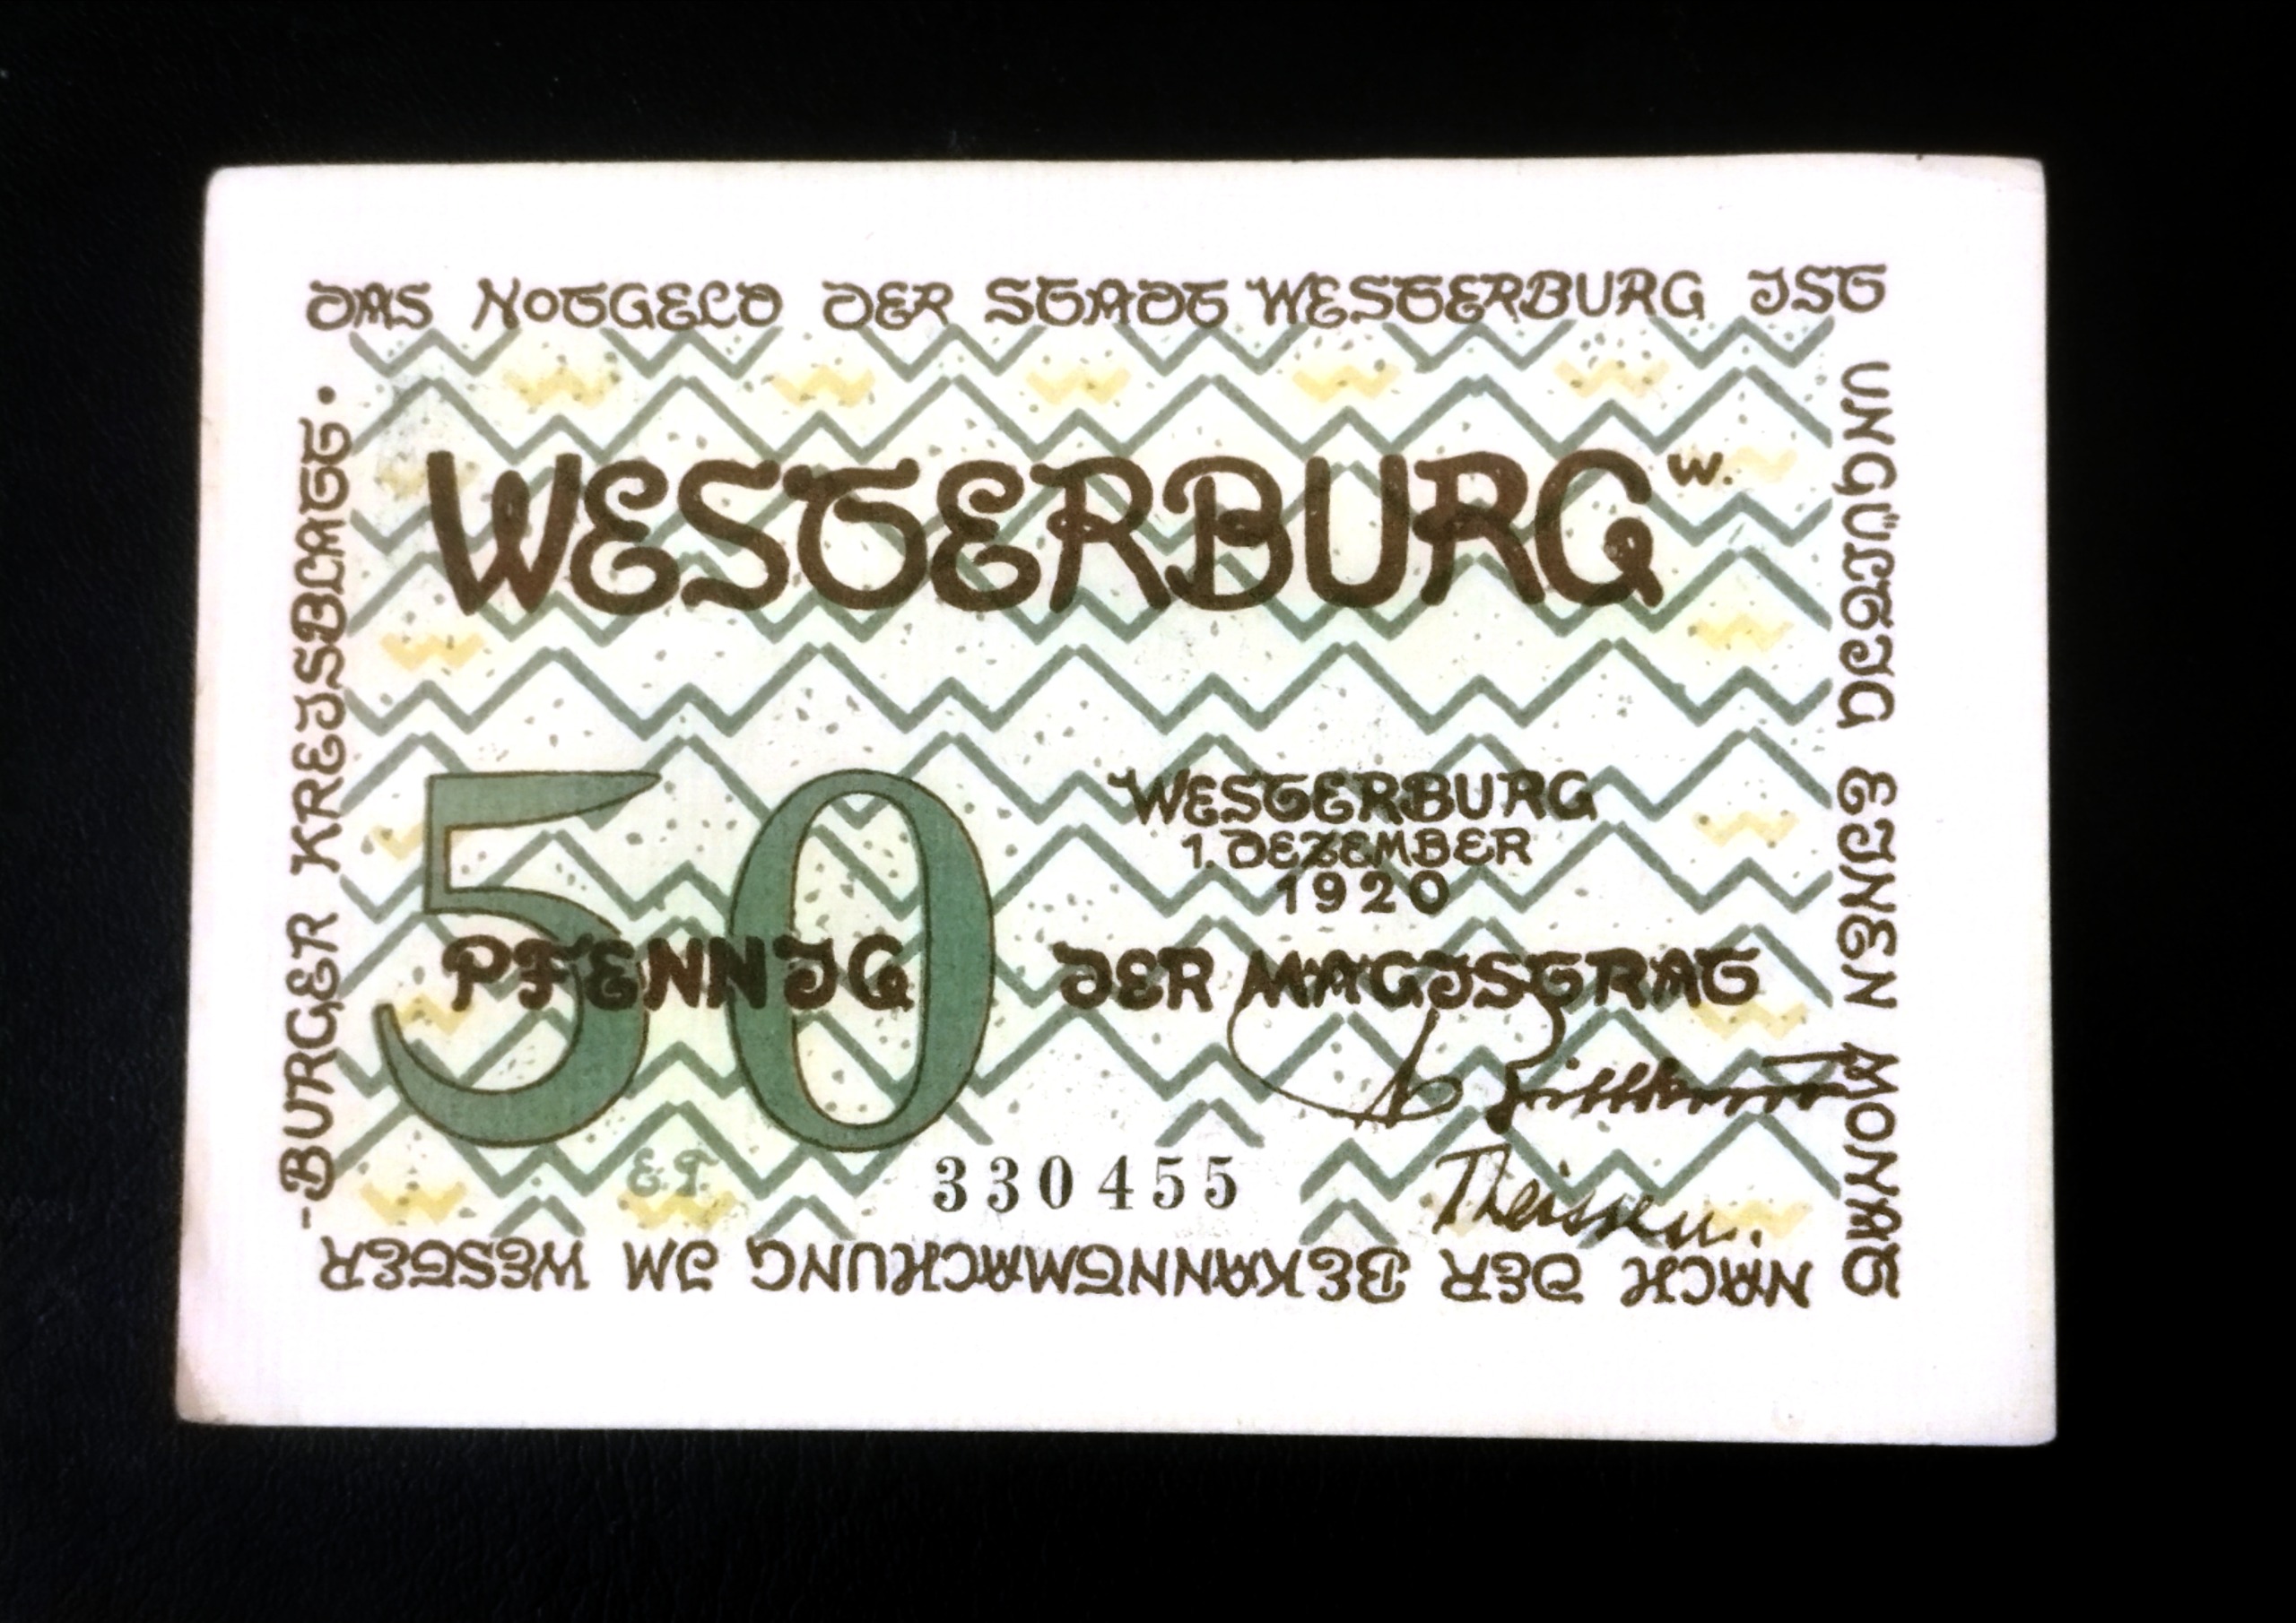 DAS NOTGELD DER STADT WESTERBURG IST
UNGÜLTIG EINEN MONAT
NACH DER BEKANNTMACHUNG IM WESTER
-BURGER KREISBLATT.
WESTERBURG W.
50
PFENNIG
WESTERBURG
1. DEZEMBER
1920
DER MAGISTRAT
Theissen.
E.P.
330455